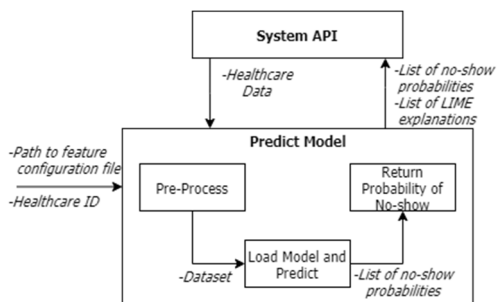 System API
-Healthcare
Data
-List of no-show
probabilities
-List of LIME
explanations
Predict Model
-Path to feature
configuration file
-Healthcare ID
Pre-Process
Return
Probability of
No-show
Load Model and
Predict
-Dataset
-List of no-show
probabilities